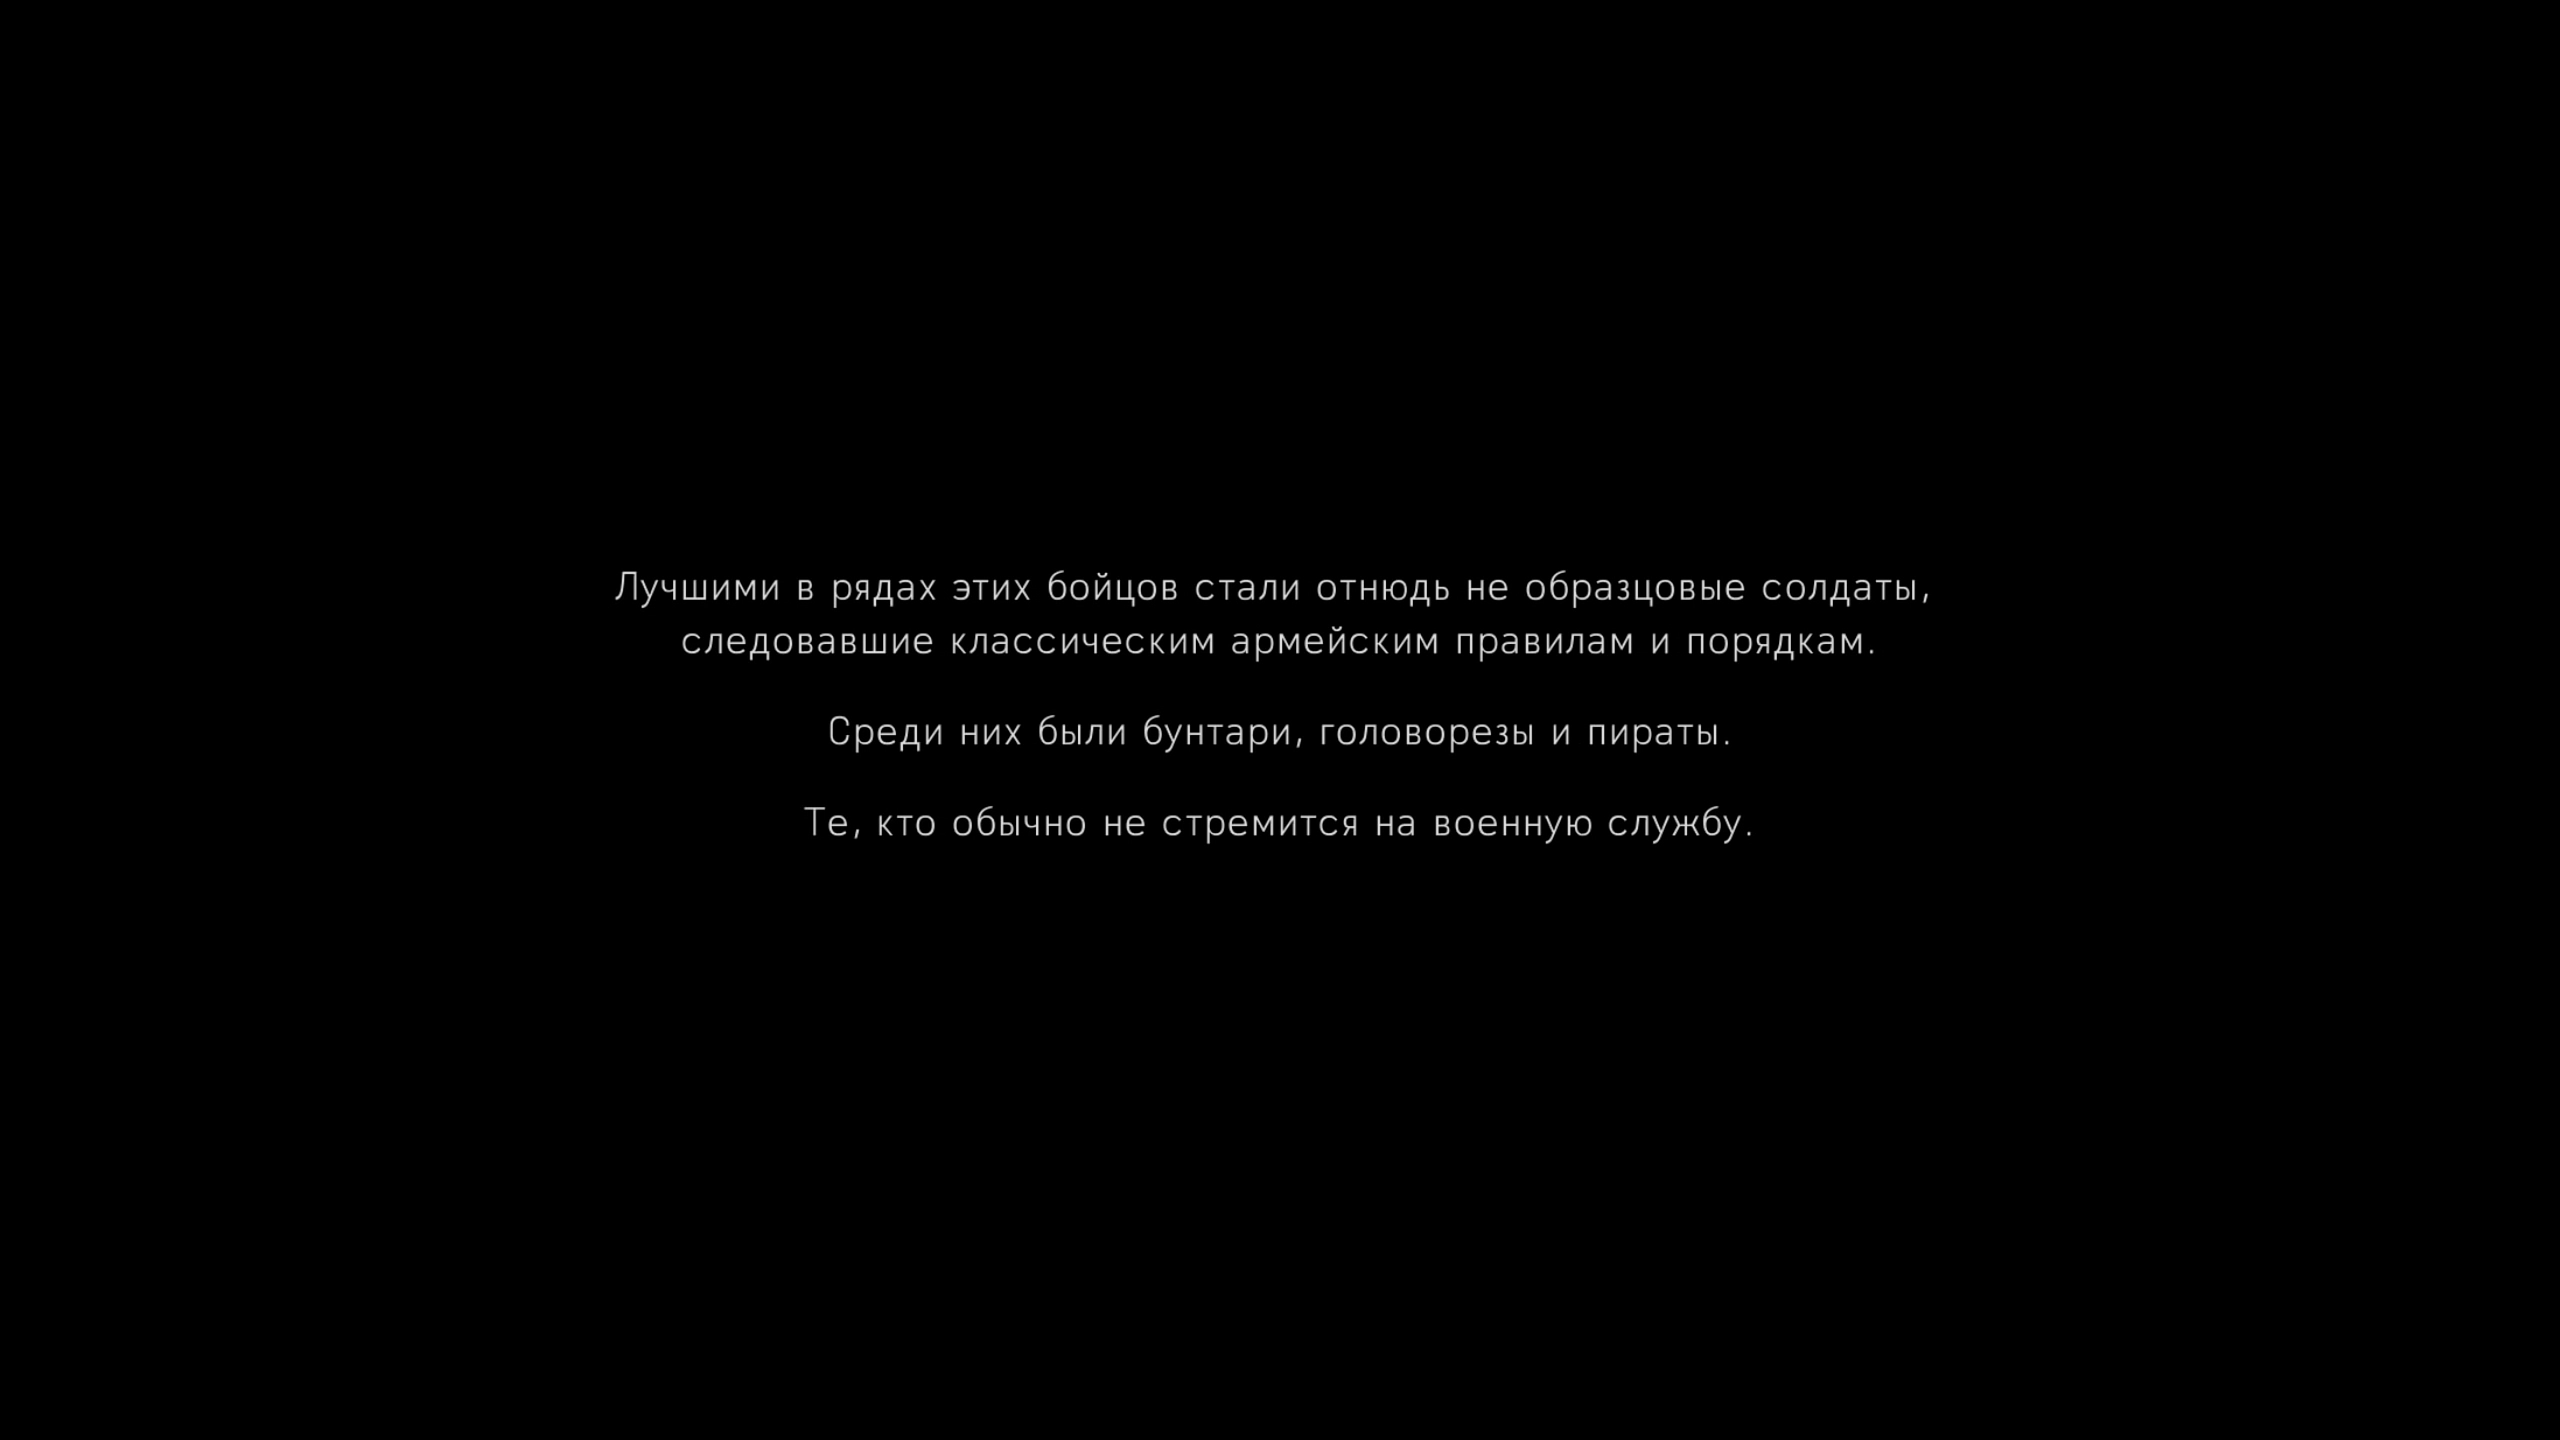 Лучшими в рядах этих бойцов стали отнюдь не образцовые солдаты,
следовавшие классическим армейским правилам и порядкам.
Среди них были бунтари, головорезы и пираты.
Те, кто обычно не стремится на военную службу.